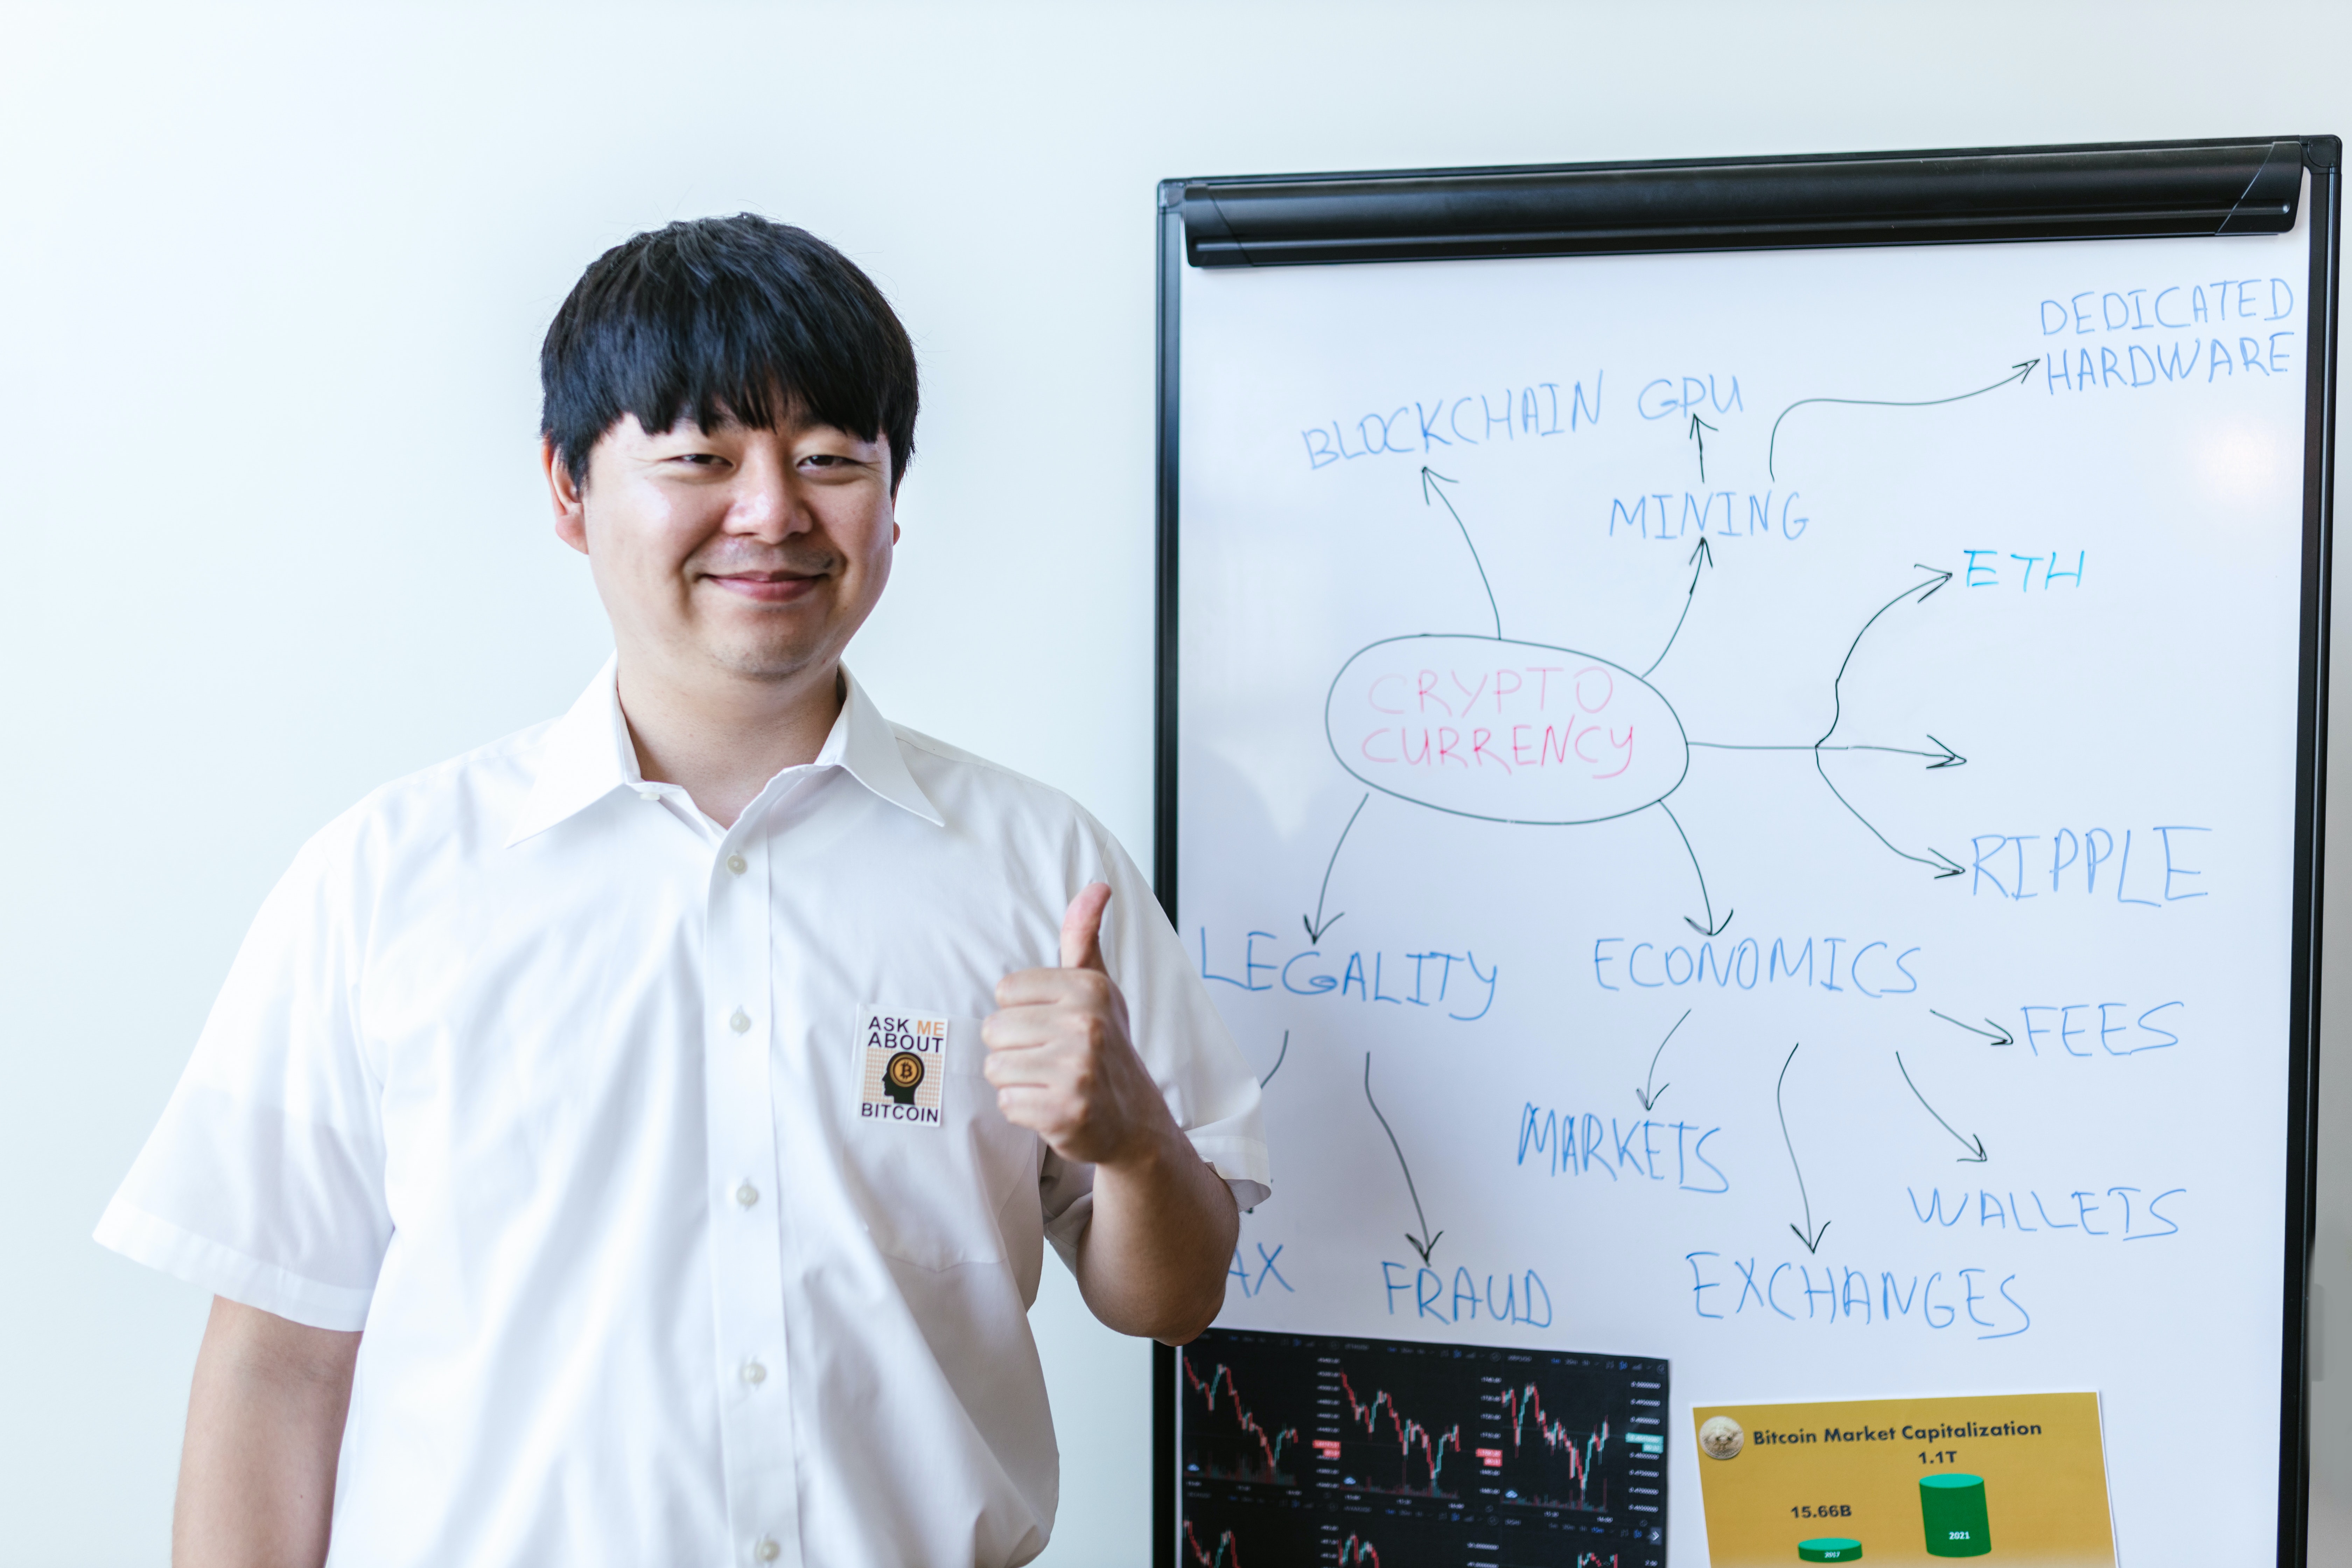 DEDICATED
HARDWARE
BLOCKCHAIN
GPU
MINING
ETH
CRYPTO
CURRENCY
RIPPLE
LEGALITY
ECONOMICS
FEES
MARKETS
WALLETS
AX
FRAUD
EXCHANGES
ASK ME
ABOUT
BITCOIN
Bitcoin Market Capitalization
1.1T
15.66B
2021
2017